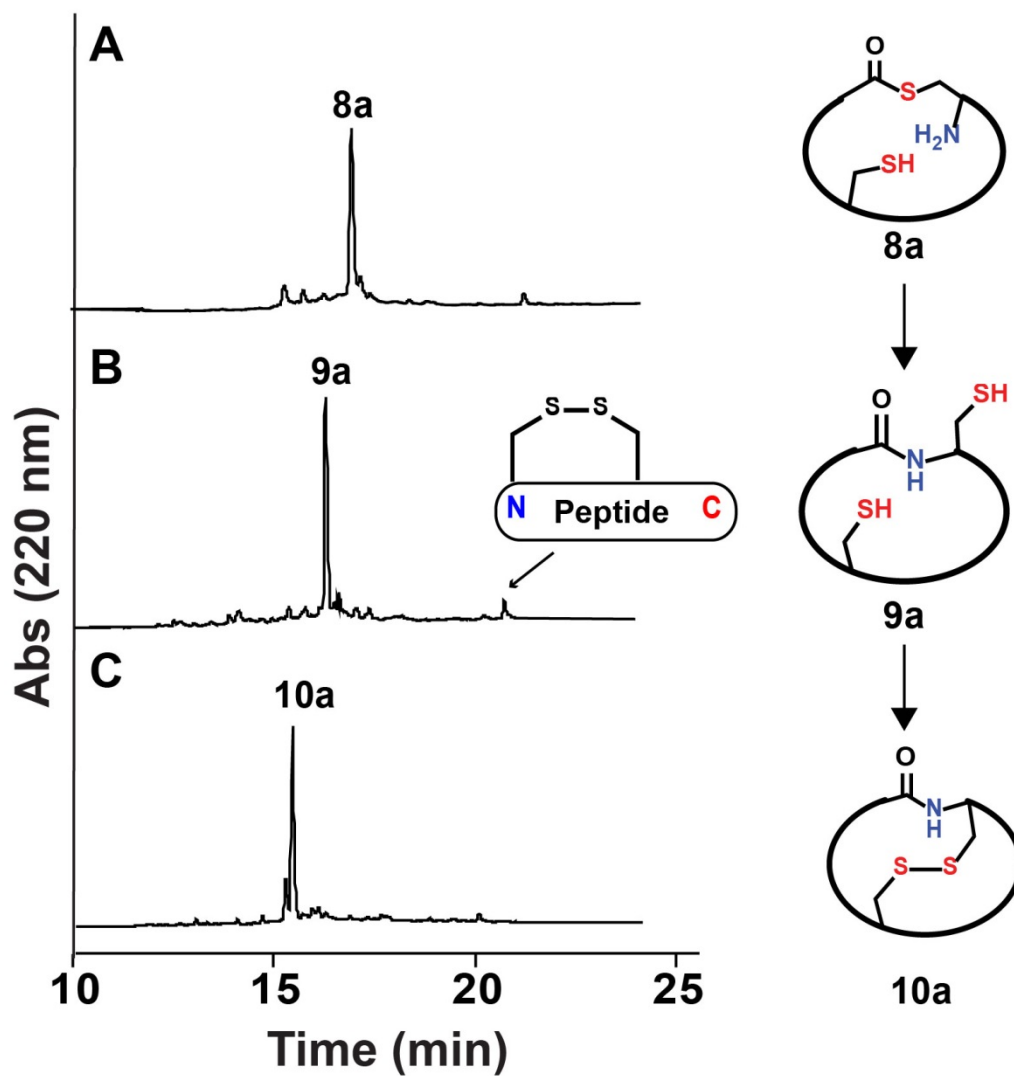 A
8a
B
9a
S S
N Peptide C
C
10a
Abs (220 nm)
10 15 20 25
Time (min)
O
S
H2N
SH
8a
O
SH
N
H
SH
9a
O
N
H
S S
10a